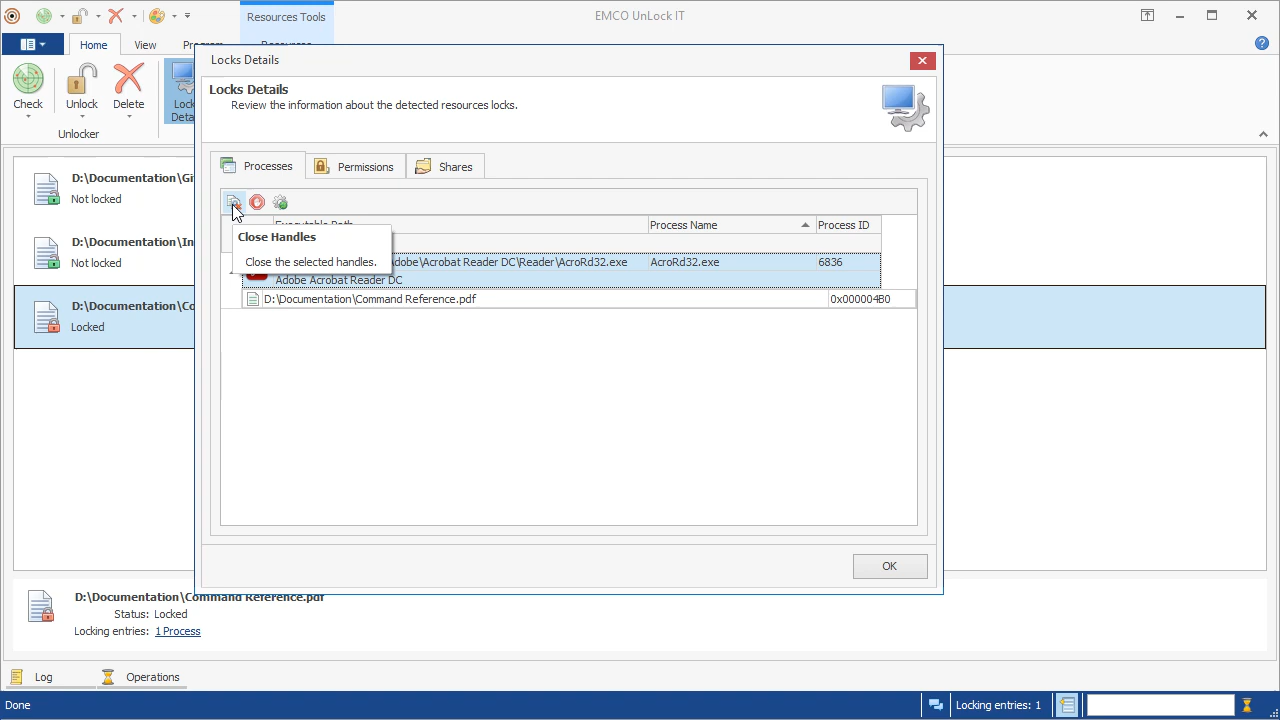 Resources Tools
EMCO UnLock IT
Home
View
Locks Details
Check
Unlock
Delete
Unlocker
Locks Details
Review the information about the detected resources locks.
Processes
Permissions
Shares
D:\Documentation\
Not locked
D:\Documentation\In
Not locked
D:\Documentation\Co
Locked
Executable Path
Process Name
Process ID
Close Handles
Close the selected handles.
dobe\Acrobat Reader DC\Reader\AcroRd32.exe
AcroRd32.exe
6836
Adobe Acrobat Reader DC
D:\Documentation\Command Reference.pdf
0x000004B0
OK
D:\Documentation\Command Reference.pdf
Status: Locked
Locking entries: 1 Process
Log
Operations
Done
Locking entries: 1